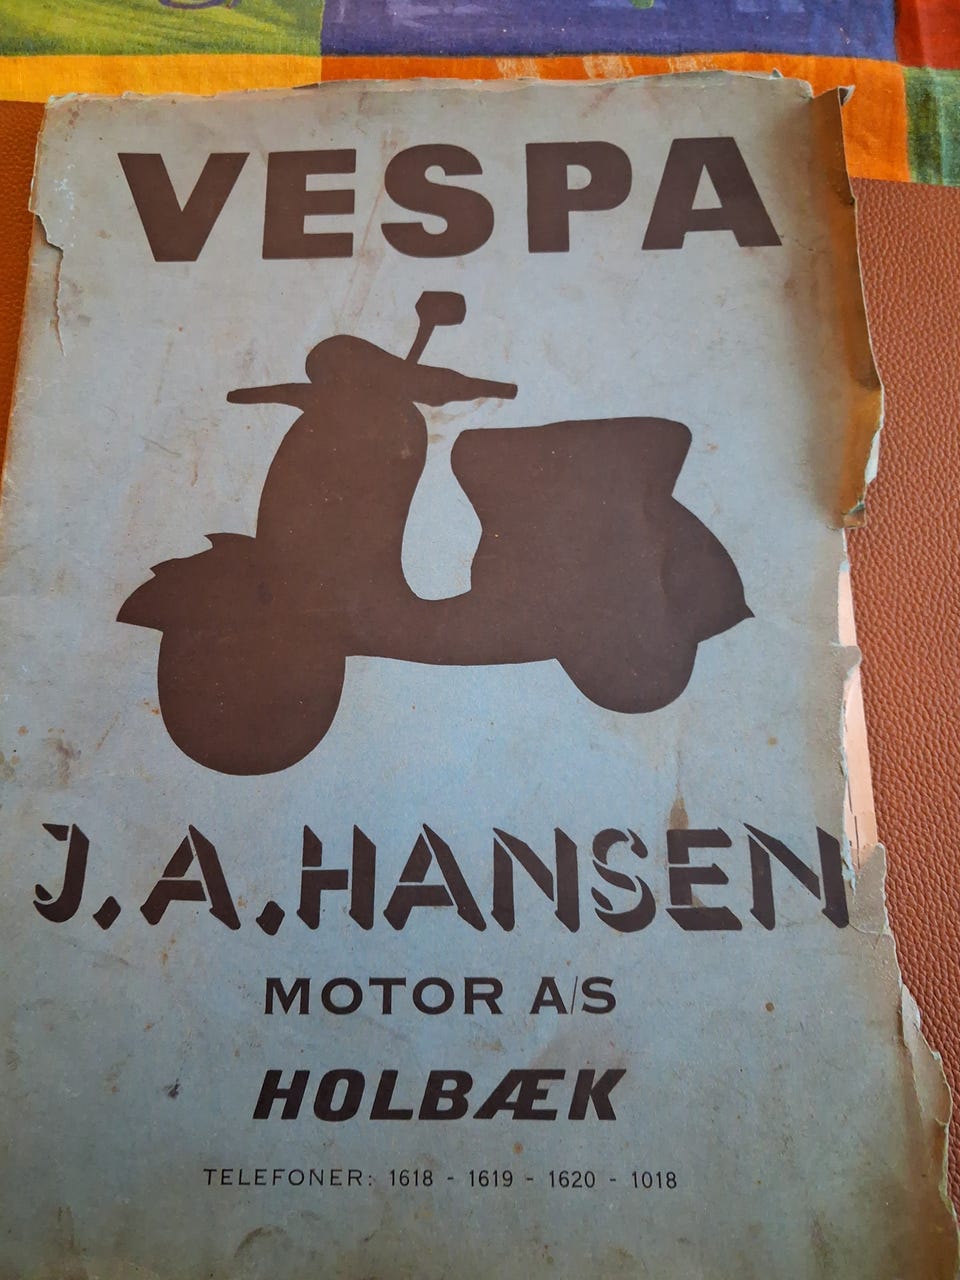 VESPA
J.A.HANSEN
MOTOR A/S
HOLBÆK
TELEFONER: 1618 - 1619 - 1620 - 1018